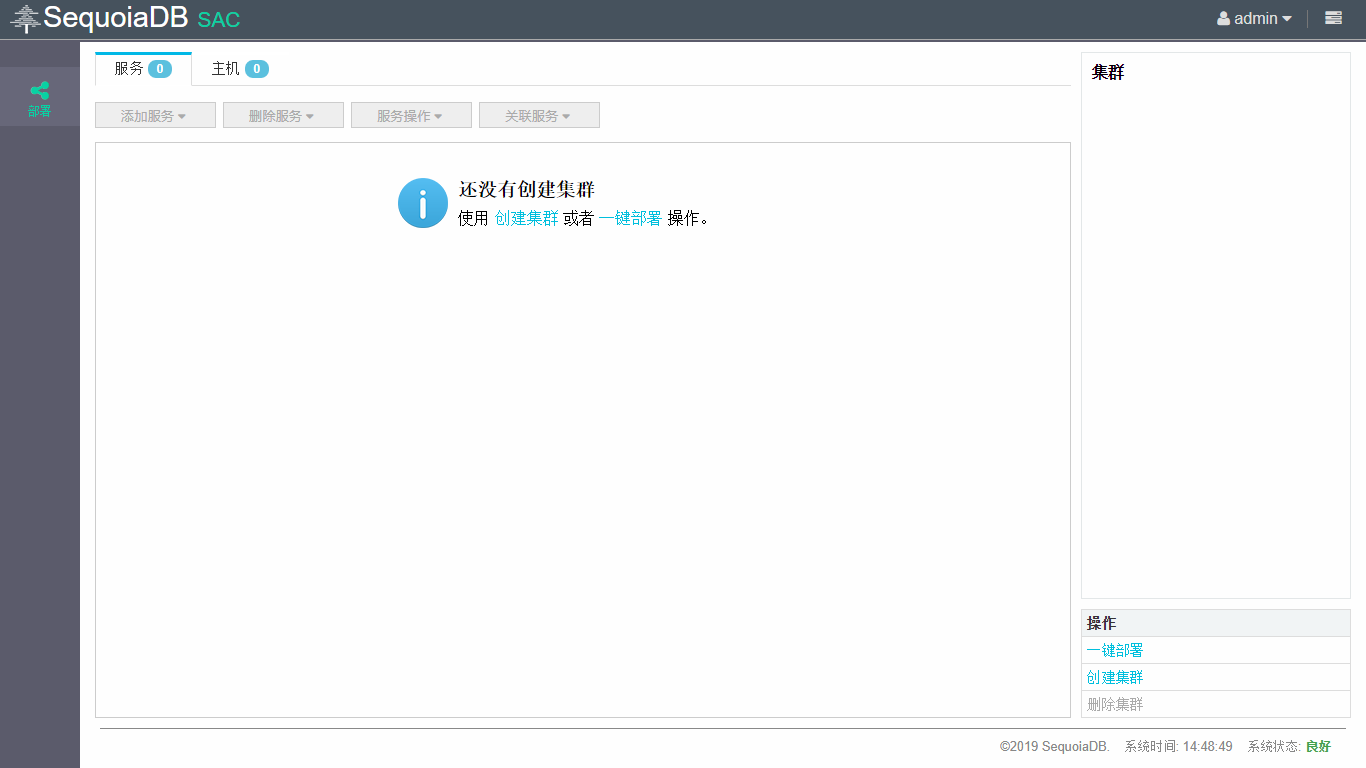 SequoiaDB SAC
admin
部署
服务 0
主机 0
添加服务
删除服务
服务操作
关联服务
还没有创建集群
使用 创建集群 或者 一键部署 操作。
集群
操作
一键部署
创建集群
删除集群
©2019 SequoiaDB. 系统时间: 14:48:49 系统状态: 良好